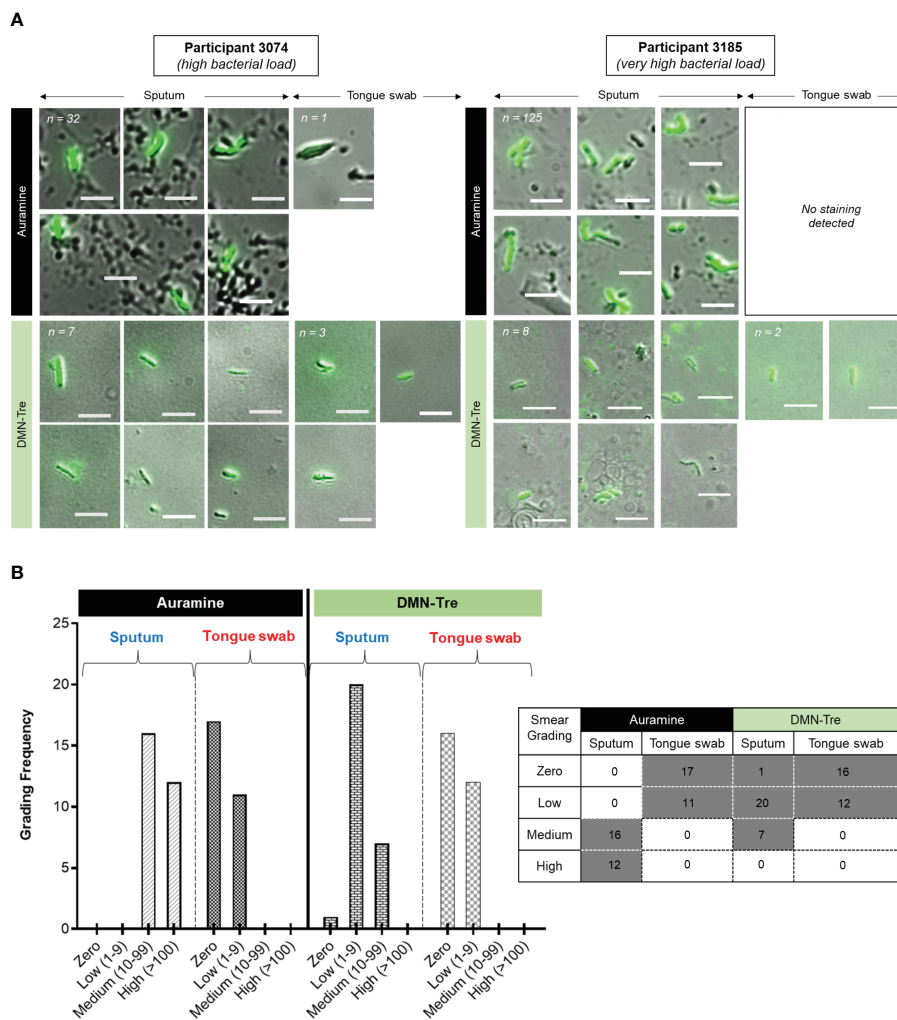 A
Participant 3074
(high bacterial load)
Participant 3185
(very high bacterial load)
Sputum
Tongue swab
Sputum
Tongue swab
Auramine
n = 32
n = 1
Auramine
n = 125
No staining
detected
DMN-Tre
n = 7
n = 3
DMN-Tre
n = 8
n = 2
B
Auramine
DMN-Tre
Sputum
Tongue swab
Sputum
Tongue swab
Grading Frequency
25
20
15
10
5
0
Zero
Low (1-9)
Medium (10-99)
High (>100)
Zero
Low (1-9)
Medium (10-99)
High (>100)
Zero
Low (1-9)
Medium (10-99)
High (>100)
Zero
Low (1-9)
Medium (10-99)
High (>100)
Smear Grading Auramine DMN-Tre
Sputum Tongue swab Sputum Tongue swab
Zero 0 17 1 16
Low 0 11 20 12
Medium 16 0 7 0
High 12 0 0 0